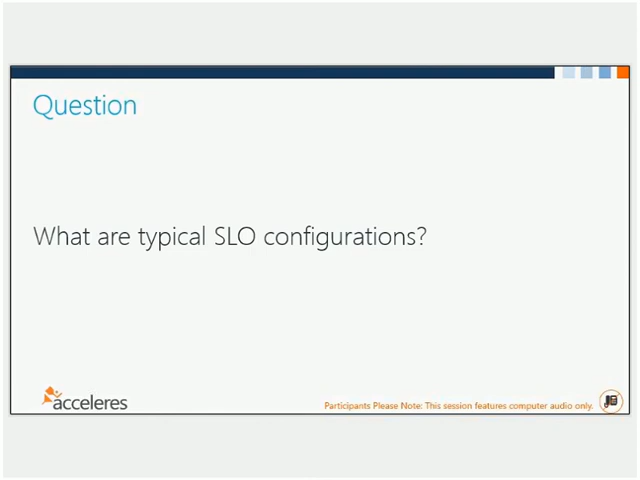 Question
What are typical SLO configurations?
acceleres
Participants Please Note: This session features computer audio only.